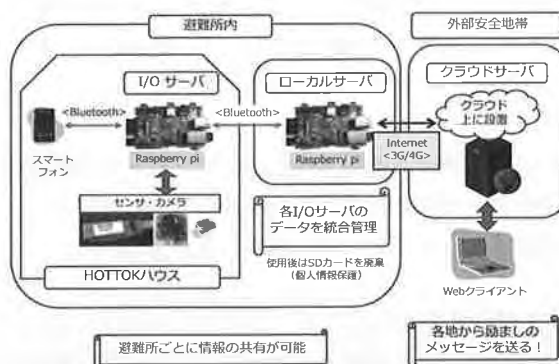 避難所内
外部安全地帯
I/O サーバ
ローカルサーバ
クラウドサーバ
<Bluetooth>
<Bluetooth>
クラウド
上に設置
スマート
フォン
Raspberry pi
Raspberry pi
Internet
<3G/4G>
センサ・カメラ
各I/Oサーバの
データを統合管理
使用後はSDカードを廃棄
（個人情報保護）
HOTTOKハウス
Webクライアント
避難所ごとに情報の共有が可能
各地から励ましの
メッセージを送る！